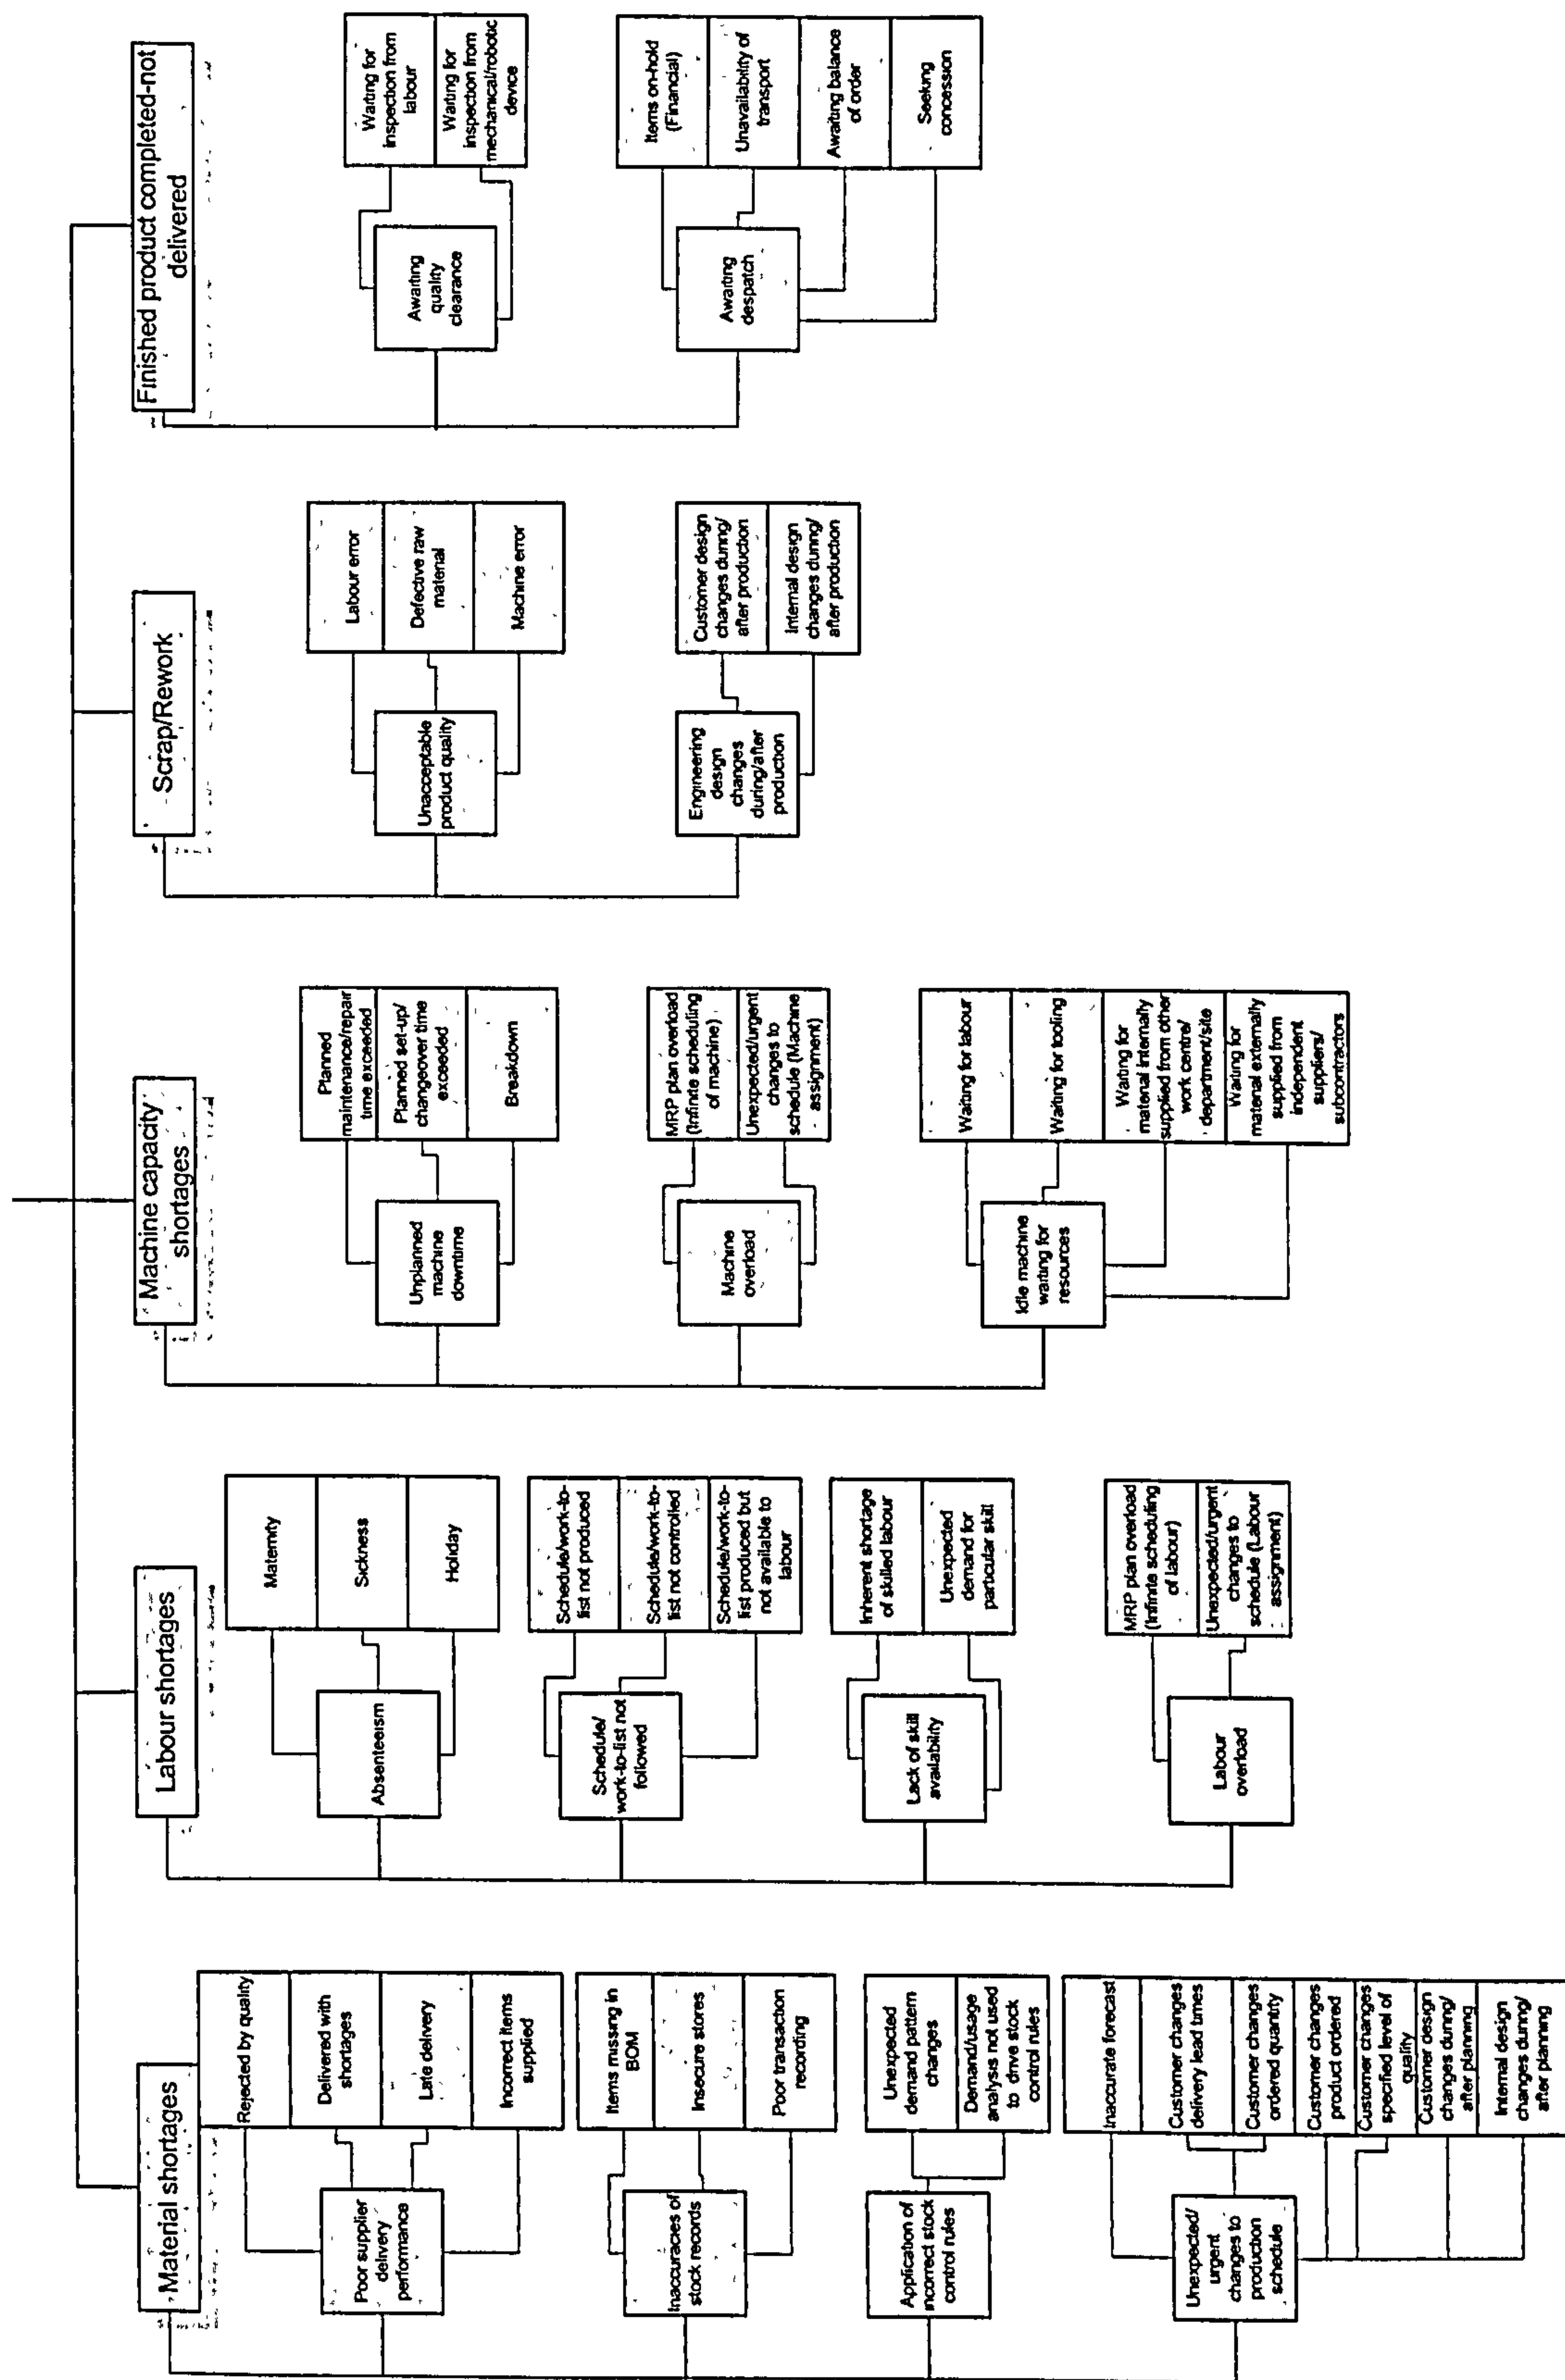 Material shortages
Poor supplier
delivery
performance
Rejected by quality
Delivered with
shortages
Late delivery
Incorrect items
supplied
Inaccuracies of
stock records
Items missing in
BOM
Insecure stores
Poor transaction
recording
Application of
incorrect stock
control rules
Unexpected
demand pattern
changes
Demand/usage
analysis not used
to drive stock
control rules
Unexpected/
urgent
changes to
production
schedule
Inaccurate forecast
Customer changes
delivery lead times
Customer changes
ordered quantity
Customer changes
product ordered
Customer changes
specified level of
quality
Customer design
changes during/
after planning
Internal design
changes during/
after planning
Labour shortages
Absenteeism
Maternity
Sickness
Holiday
Schedule/
work-to-list not
followed
Schedule/work-to-
list not produced
Schedule/work-to-
list not controlled
Schedule/work-to-
list produced but
not available to
labour
Lack of skill
availability
Inherent shortage
of skilled labour
Unexpected
demand for
particular skill
Labour
overload
MRP plan overload
(Infinite scheduling
of labour)
Unexpected/urgent
changes to
schedule (Labour
assignment)
Machine capacity
shortages
Unplanned
machine
downtime
Planned
maintenance/repair
time exceeded
Planned set-up/
changeover time
exceeded
Breakdown
Machine
overload
MRP plan overload
(Infinite scheduling
of machine)
Unexpected/urgent
changes to
schedule (Machine
assignment)
Idle machine
waiting for
resources
Waiting for labour
Waiting for tooling
Waiting for
material internally
supplied from other
work centre/
department/site
Waiting for
material externally
supplied from
independent
suppliers/
subcontractors
Scrap/Rework
Unacceptable
product quality
Labour error
Defective raw
material
Machine error
Engineering
design
changes
during/after
production
Customer design
changes during/
after production
Internal design
changes during/
after production
Finished product completed-not
delivered
Awaiting
quality
clearance
Waiting for
inspection from
labour
Waiting for
inspection from
mechanical/robotic
device
Awaiting
despatch
Items on-hold
(Financial)
Unavailability of
transport
Awaiting balance
of order
Seeking
concession